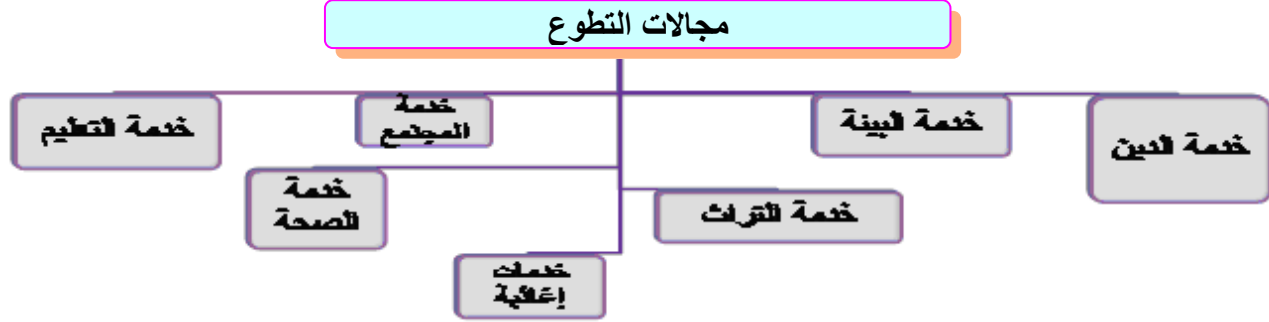 مجالات التطوع
خدمة الدين
خدمة البيئة
خدمة
المجتمع
خدمة التعليم
خدمة التراث
خدمة
الصحة
خدمات
إغاثية